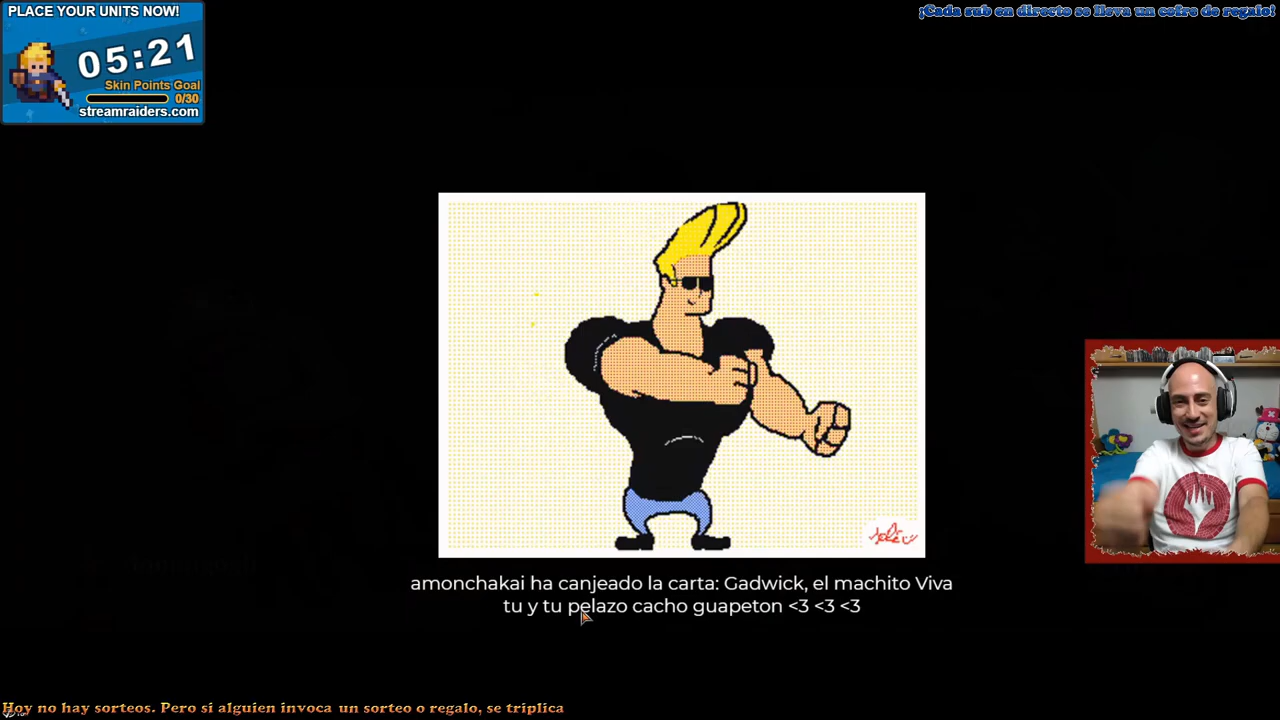 PLACE YOUR UNITS NOW!
05:21
Skin Points Goal
0/30
streamraiders.com
¡Cada sub en directo se lleva un cofre de regalo!
amonchakai ha canjeado la carta: Gadwick, el machito Viva
tu y tu pelazo cacho guapeton <3 <3 <3
Hoy no hay sorteos. Pero si alguien invoca un sorteo o regalo, se triplica